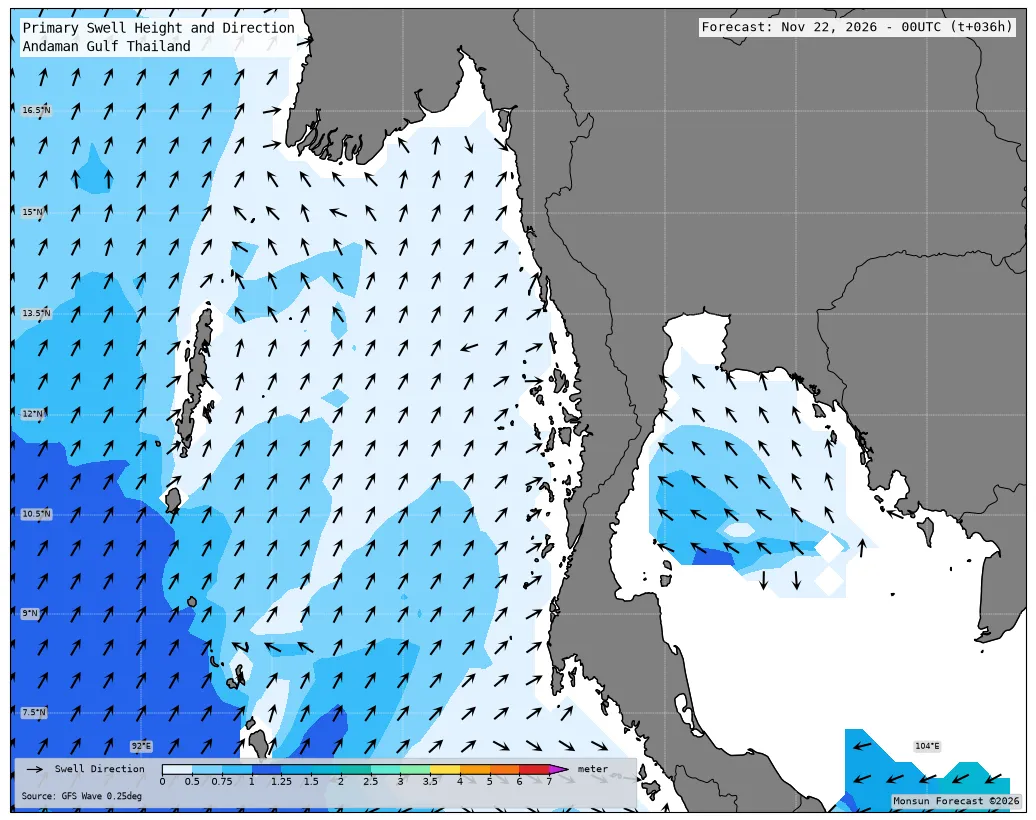 Primary Swell Height and Direction
Andaman Gulf Thailand
Forecast: Nov 22, 2026 - 00UTC (t+036h)
16.5°N
15°N
13.5°N
12°N
10.5°N
9°N
7.5°N
92°E
104°E
Swell Direction
0 0.5 0.75 1 1.25 1.5 2 2.5 3 3.5 4 5 6 7
meter
Source: GFS Wave 0.25deg
Monsun Forecast ©2026